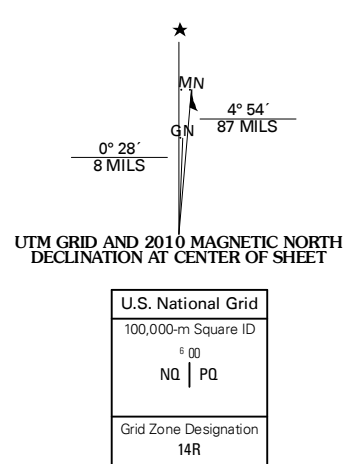 ★
MN
4° 54´
87 MILS
GN
0° 28´
8 MILS
UTM GRID AND 2010 MAGNETIC NORTH
DECLINATION AT CENTER OF SHEET
U.S. National Grid
100,000-m Square ID
6 00
NQ PQ
Grid Zone Designation
14R